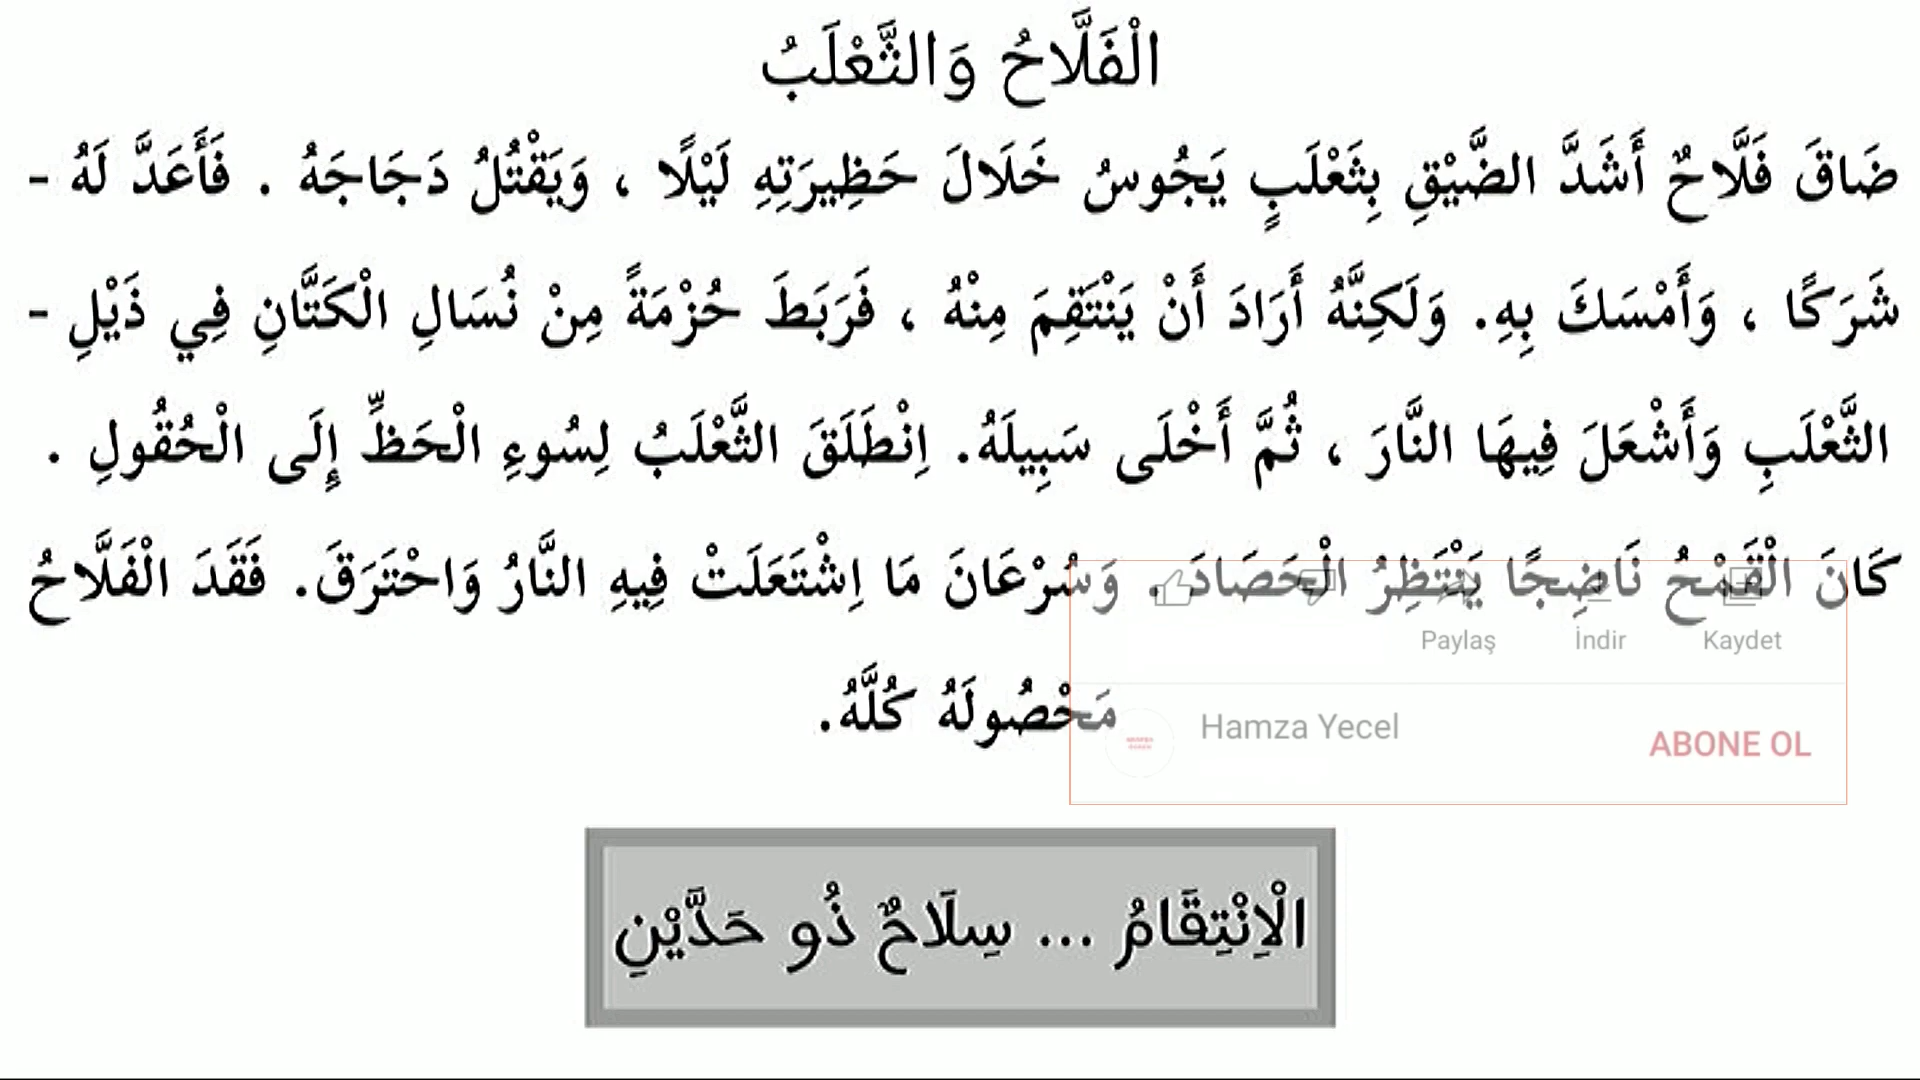 الْفَلَّاحُ وَالثَّعْلَبُ
ضَاقَ فَلَّاحٌ أَشَدَّ الضَّيْقِ بِثَعْلَبٍ يَجُوسُ خَلَالَ حَظِيرَتِهِ لَيْلًا ، وَيَقْتُلُ دَجَاجَهُ . فَأَعَدَّ لَهُ -
شَرَكًا ، وَأَمْسَكَ بِهِ. وَلَكِنَّهُ أَرَادَ أَنْ يَنْتَقِمَ مِنْهُ ، فَرَبَطَ حُزْمَةً مِنْ نُسَالِ الْكَتَّانِ فِي ذَيْلِ -
الثَّعْلَبِ وَأَشْعَلَ فِيهَا النَّارَ ، ثُمَّ أَخْلَى سَبِيلَهُ. اِنْطَلَقَ الثَّعْلَبُ لِسُوءِ الْحَظِّ إِلَى الْحُقُولِ .
كَانَ الْقَمْحُ نَاضِجًا يَنْتَظِرُ الْحَصَادَ . وَسُرْعَانَ مَا اِشْتَعَلَتْ فِيهِ النَّارُ وَاحْتَرَقَ. فَقَدَ الْفَلَّاحُ
مَحْصُولَهُ كُلَّهُ.
Paylaş İndir Kaydet
Hamza Yecel
ABONE OL
الْاِنْتِقَامُ ... سِلَاحٌ ذُو حَدَّيْنِ